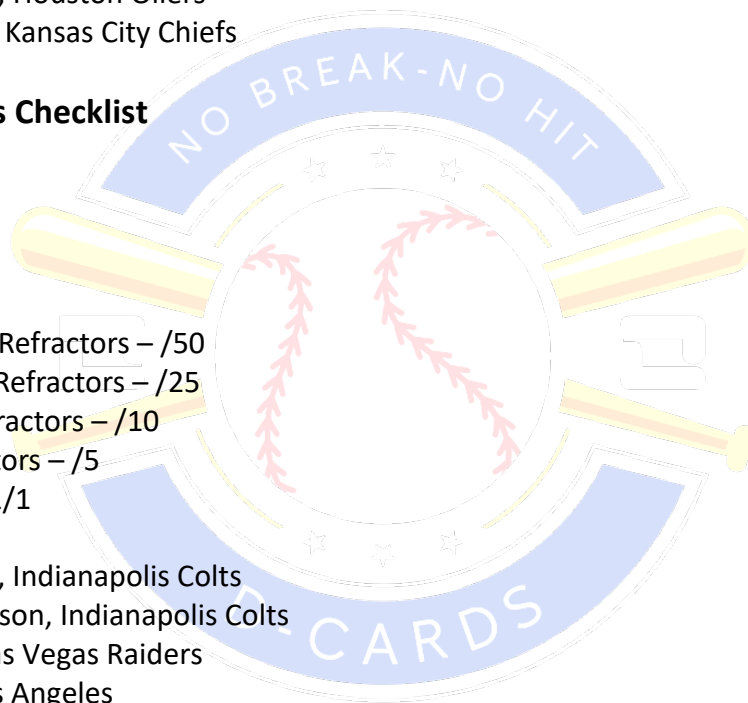 , Houston Oilers
Kansas City Chiefs
s Checklist
NO BREAK-NO HIT
Refractors – /50
Refractors – /25
ractors – /10
tors – /5
/1
, Indianapolis Colts
son, Indianapolis Colts
as Vegas Raiders
s Angeles
D-CARDS